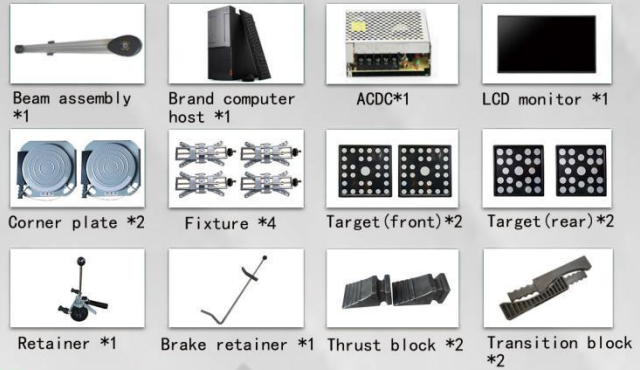 Beam assembly
*1
Brand computer
host *1
ACDC*1
LCD monitor *1
Corner plate *2
Fixture *4
Target(front)*2
Target(rear)*2
Retainer *1
Brake retainer *1
Thrust block *2
Transition block
*2